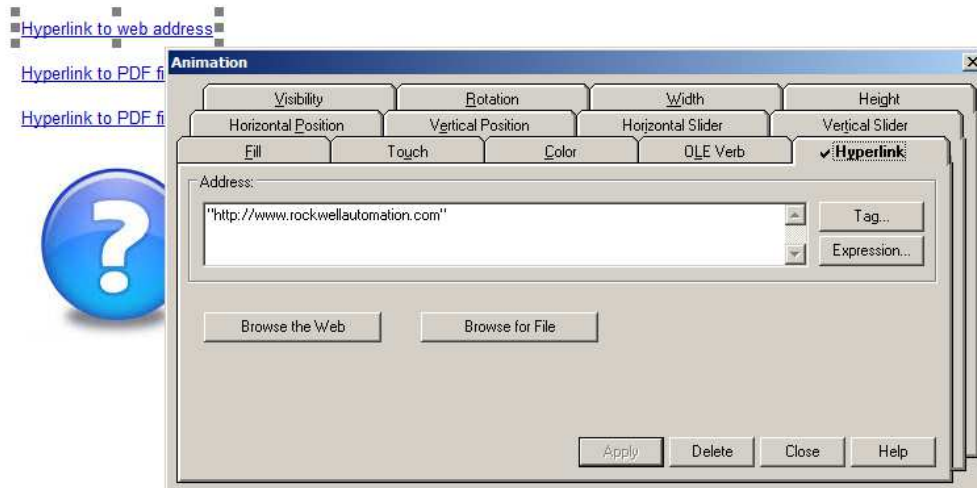 Hyperlink to web address
Hyperlink to PDF fi
Hyperlink to PDF fi
?
Animation
Visibility Rotation Width Height
Horizontal Position Vertical Position Horizontal Slider Vertical Slider
Fill Touch Color OLE Verb ✓ Hyperlink
Address:
"http://www.rockwellautomation.com"
Tag...
Expression...
Browse the Web Browse for File
Apply Delete Close Help